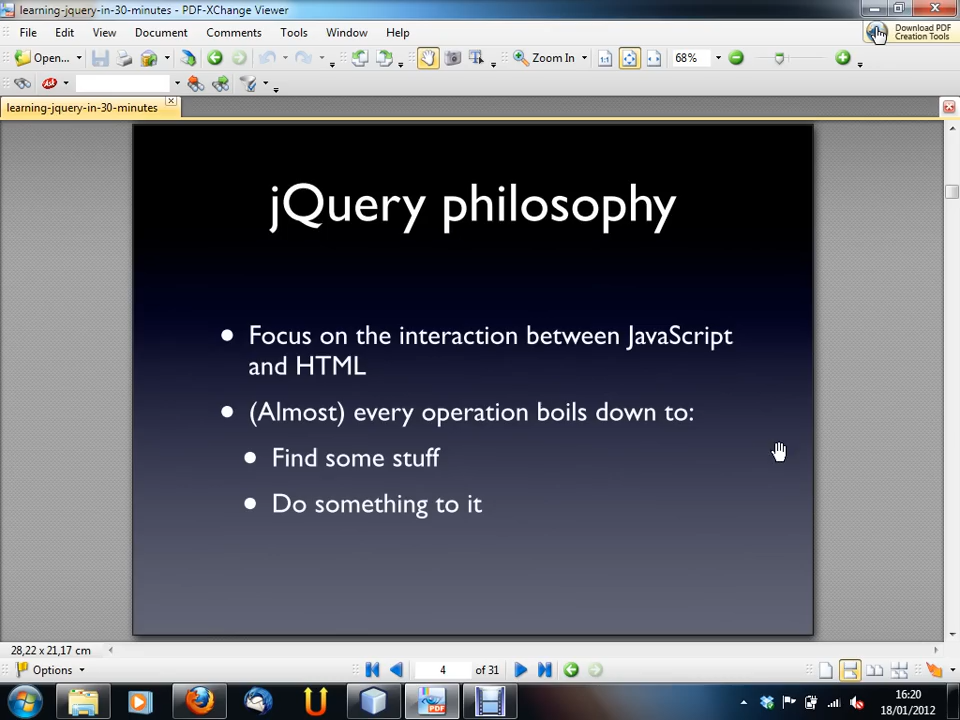 learning-jquery-in-30-minutes - PDF-XChange Viewer
File Edit View Document Comments Tools Window Help
Download PDF
Creation Tools
Open... Zoom In 68%
learning-jquery-in-30-minutes
jQuery philosophy
• Focus on the interaction between JavaScript
and HTML
• (Almost) every operation boils down to:
• Find some stuff
• Do something to it
28,22 x 21,17 cm
Options 4 of 31
16:20
18/01/2012